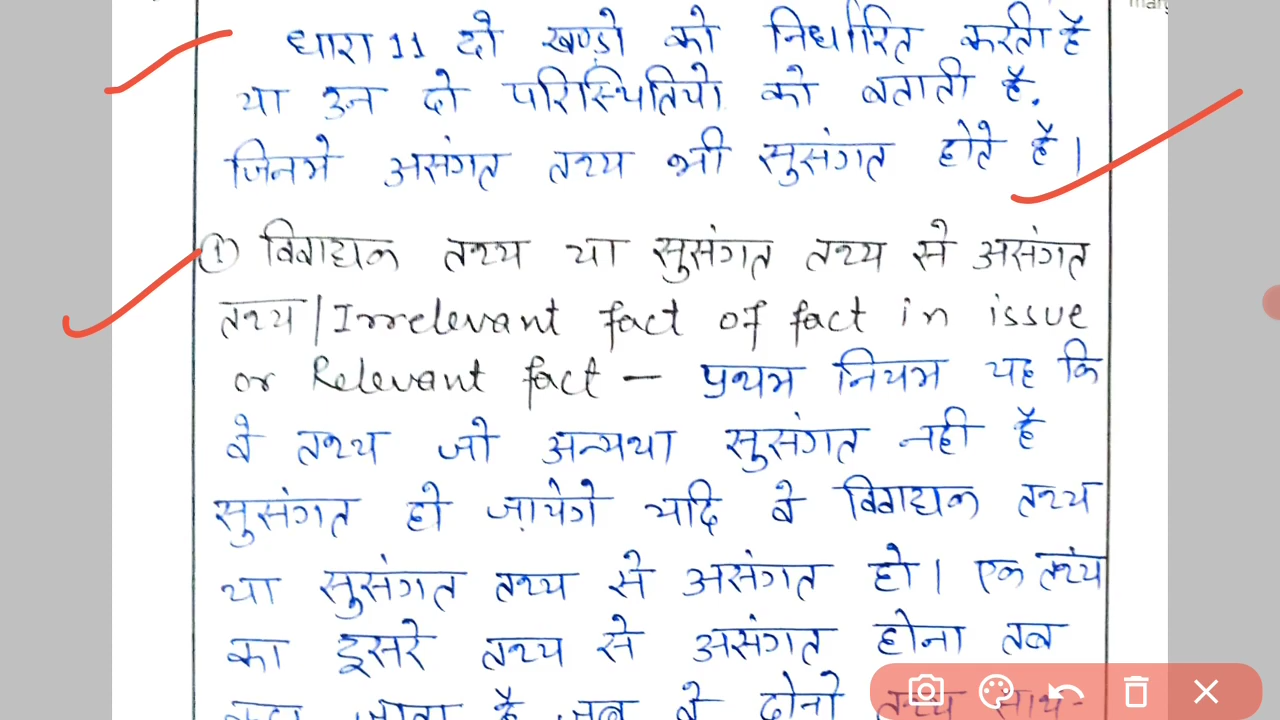 धारा 11 दो खण्डो को निर्धारित करती है
या उन दो परिस्थितियो को बताती है.
जिनमे असंगत तथ्य भी सुसंगत होते है।
① विवाद्यक तथ्य या सुसंगत तथ्य से असंगत
तथ्य/Irrelevant fact of fact in issue
or Relevant fact – प्रथम नियम यह कि
वे तथ्य जो अन्यथा सुसंगत नही है
सुसंगत हो जायेगे यदि वे विवाद्यक तथ्य
या सुसंगत तथ्य से असंगत हो। एक तथ्य
का दूसरे तथ्य से असंगत होना तब
है जब वे दोनो तथ्य साथ-